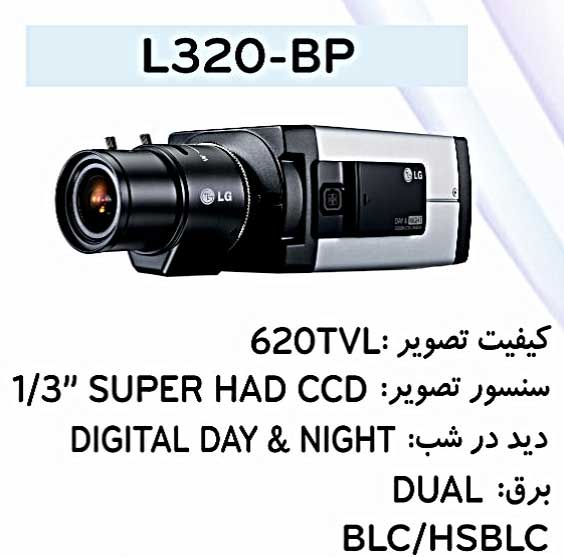 L320-BP
LG
LG
DAY & NIGHT
کیفیت تصویر :620TVL
سنسور تصویر: 1/3” SUPER HAD CCD
دید در شب: DIGITAL DAY & NIGHT
برق: DUAL
BLC/HSBLC